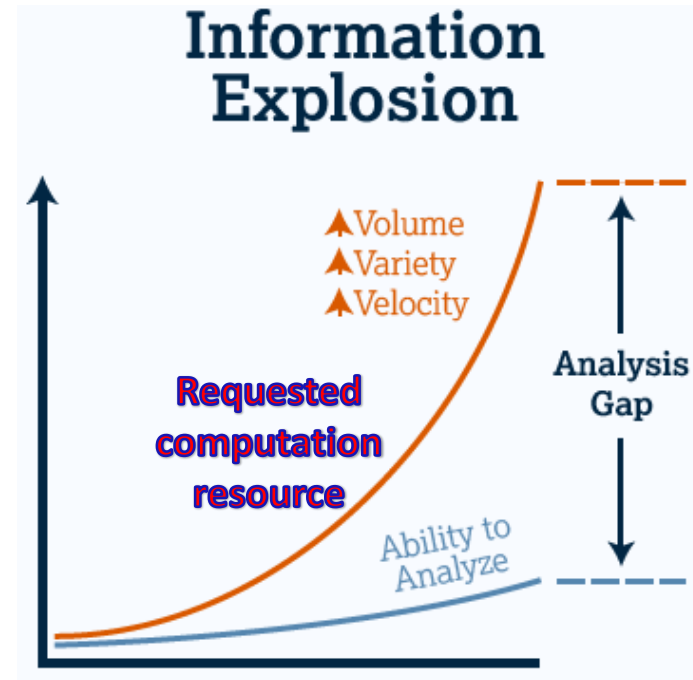 Information
Explosion
Volume
Variety
Velocity
Requested
computation
resource
Analysis
Gap
Ability to
Analyze